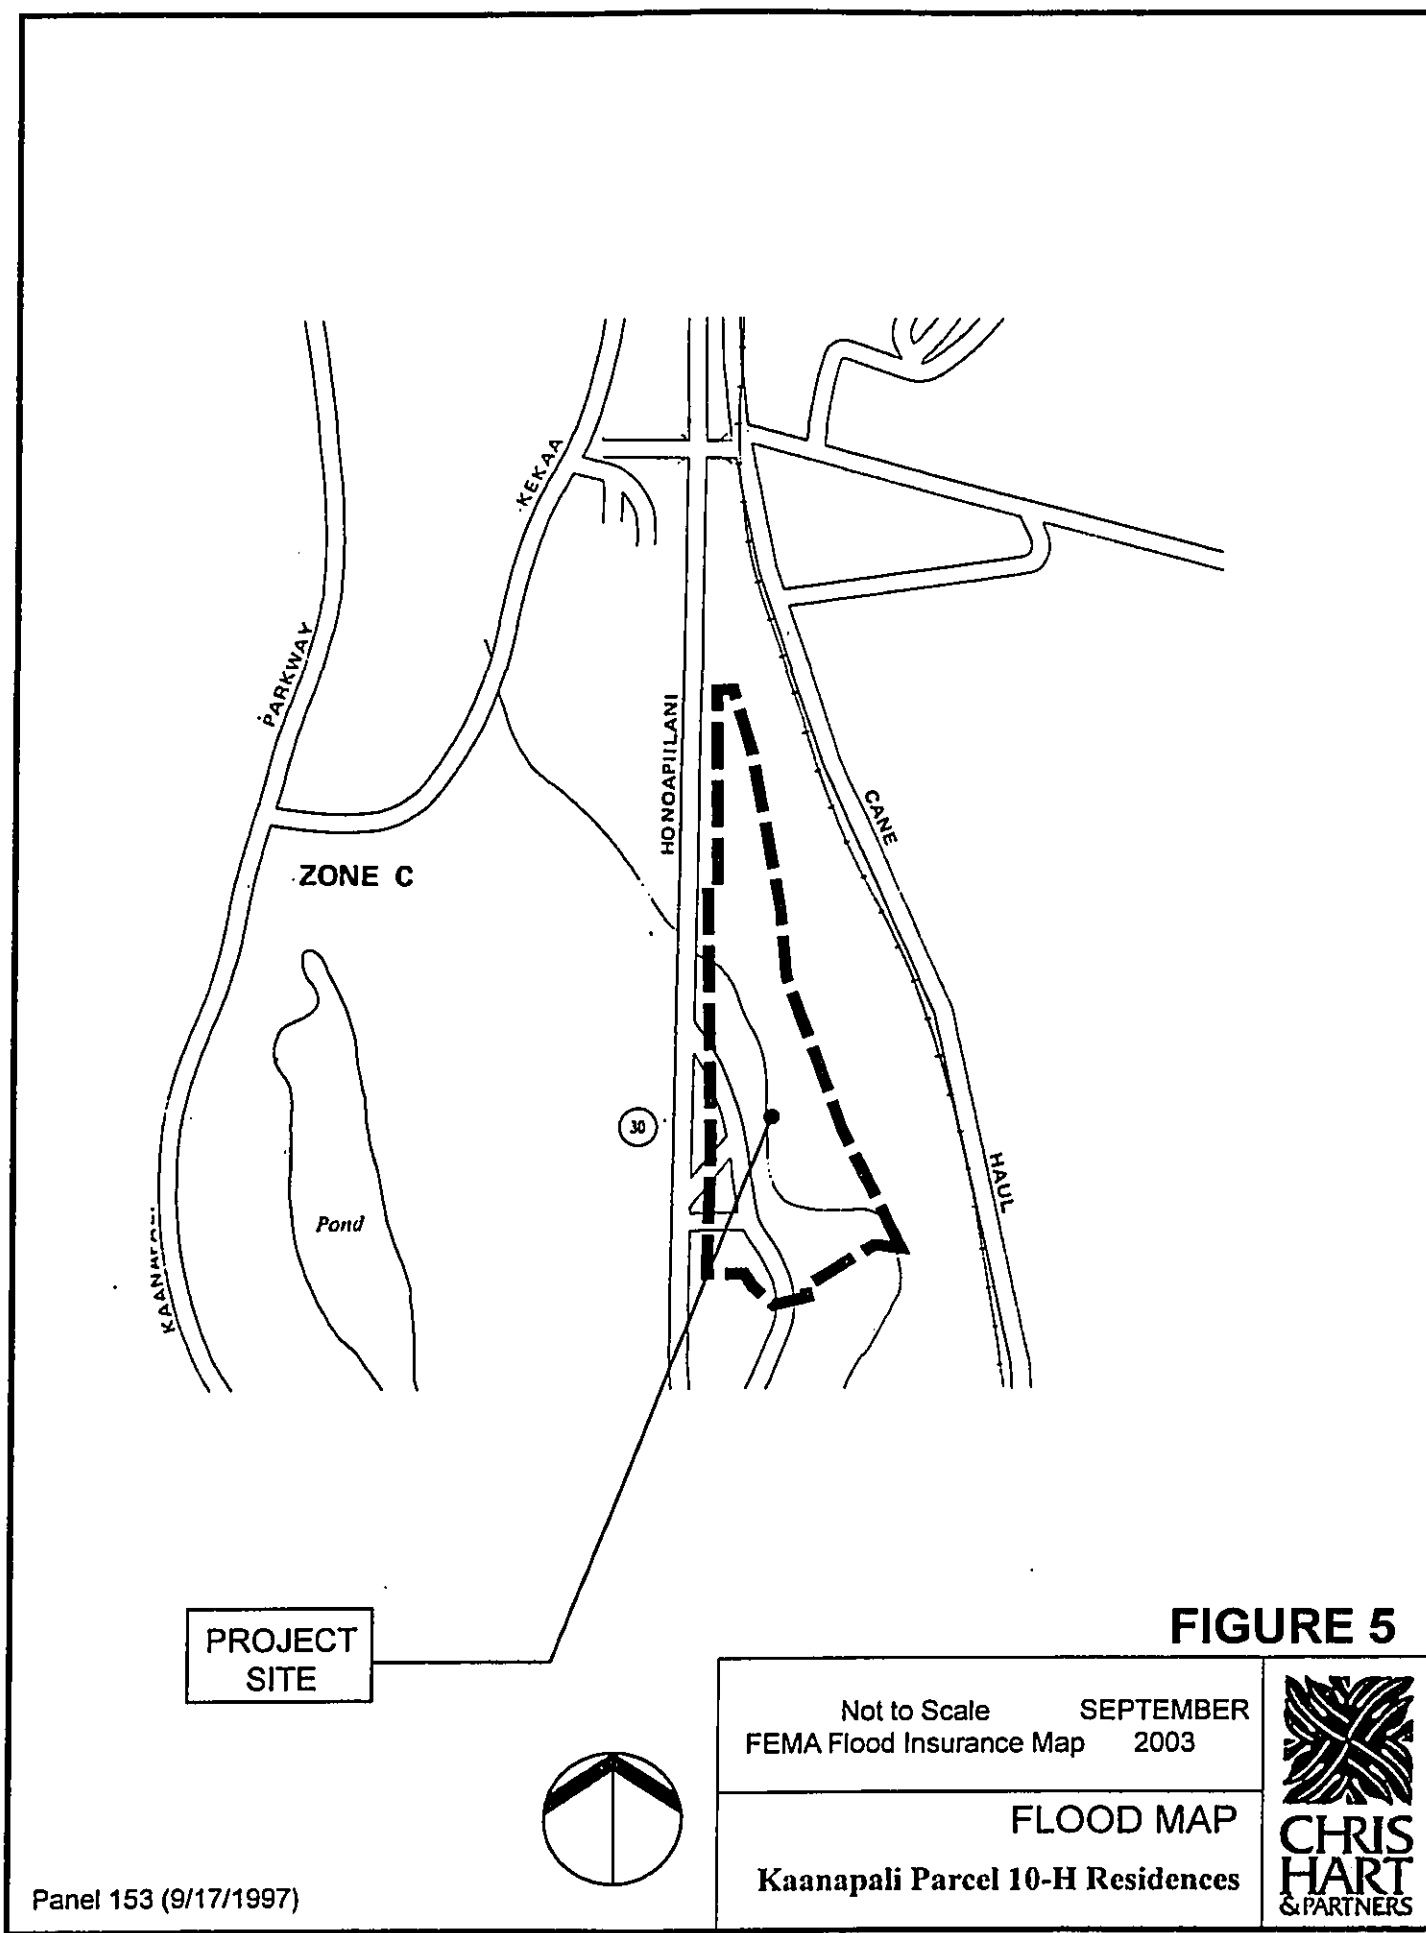 KEKAA
PARKWAY
HONOAPIILANI
CANE
ZONE C
30
HAUL
Pond
PROJECT
SITE
FIGURE 5
Not to Scale SEPTEMBER
FEMA Flood Insurance Map 2003
FLOOD MAP
Kaanapali Parcel 10-H Residences
CHRIS
HART
& PARTNERS
Panel 153 (9/17/1997)